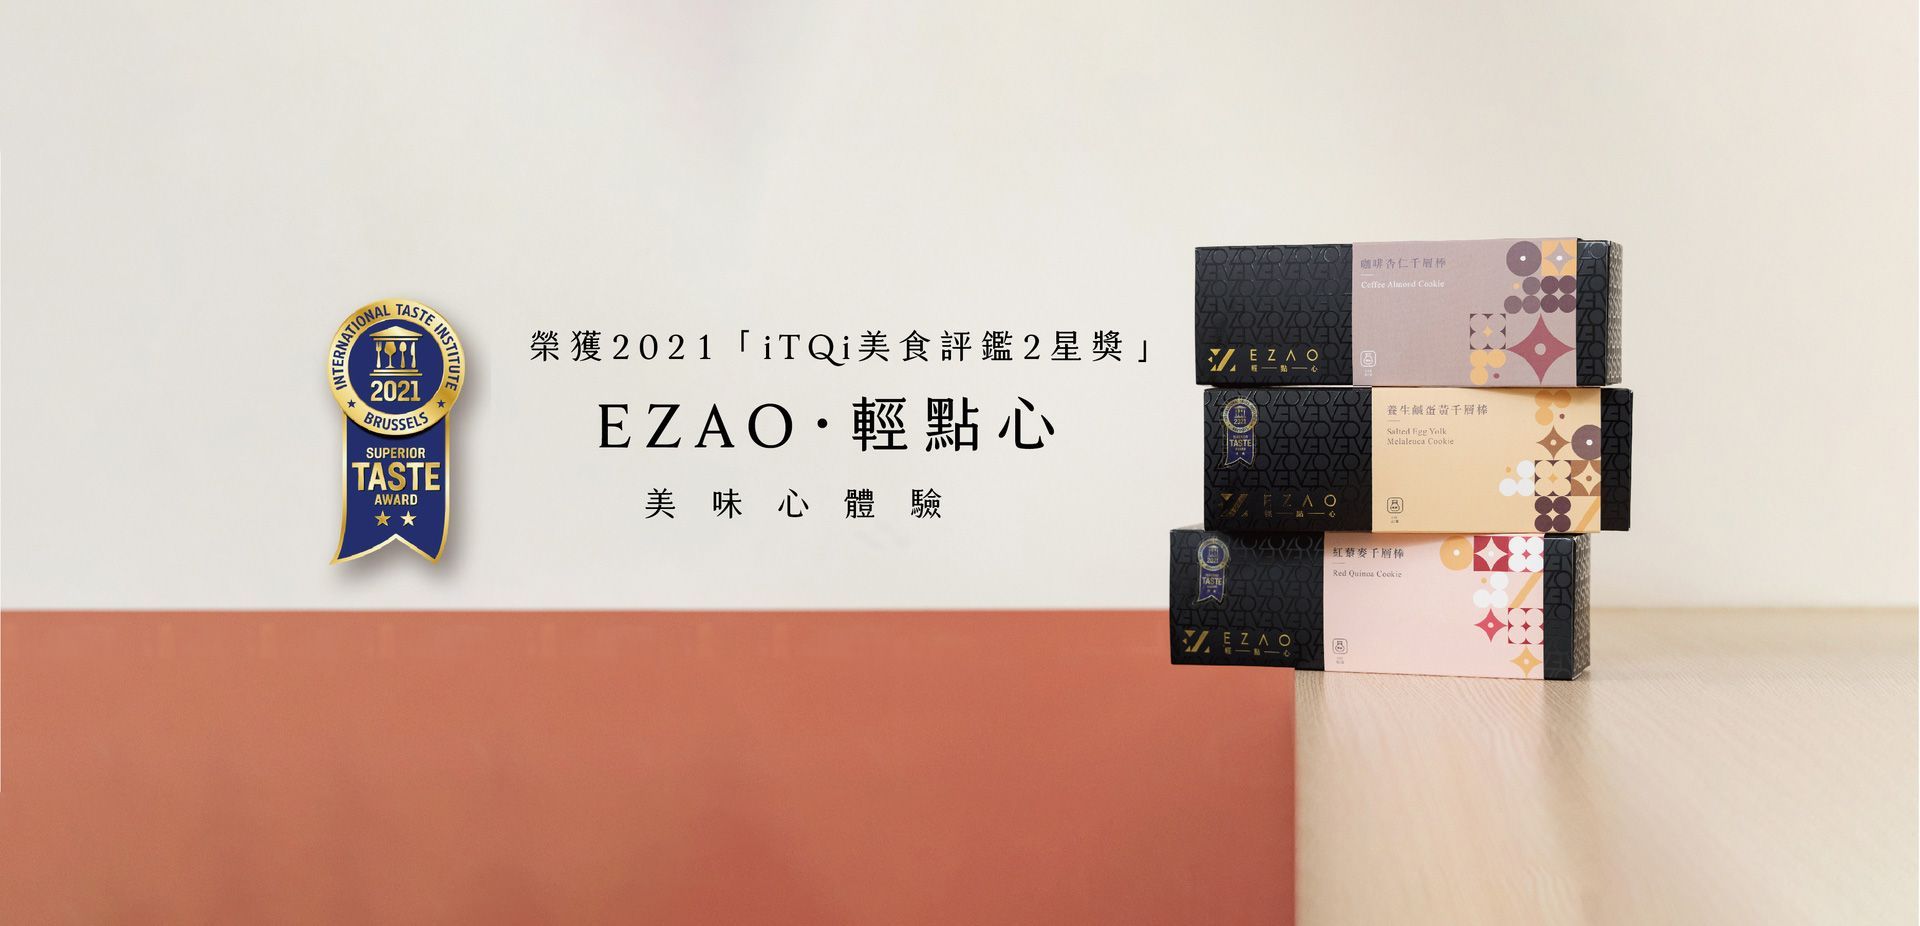 INTERNATIONAL TASTE INSTITUTE
2021
BRUSSELS
SUPERIOR
TASTE
AWARD
榮獲2021「iTQi美食評鑑2星獎」
EZAO·輕點心
美味心體驗
咖啡杏仁千層棒
Coffee Almond Cookie
EZAO
輕點心
2021
TASTE
養生鹹蛋黃千層棒
Salted Egg Yolk
Melaleuca Cookie
EZAO
輕點心
2021
TASTE
紅藜麥千層棒
Red Quinoa Cookie
EZAO
輕點心